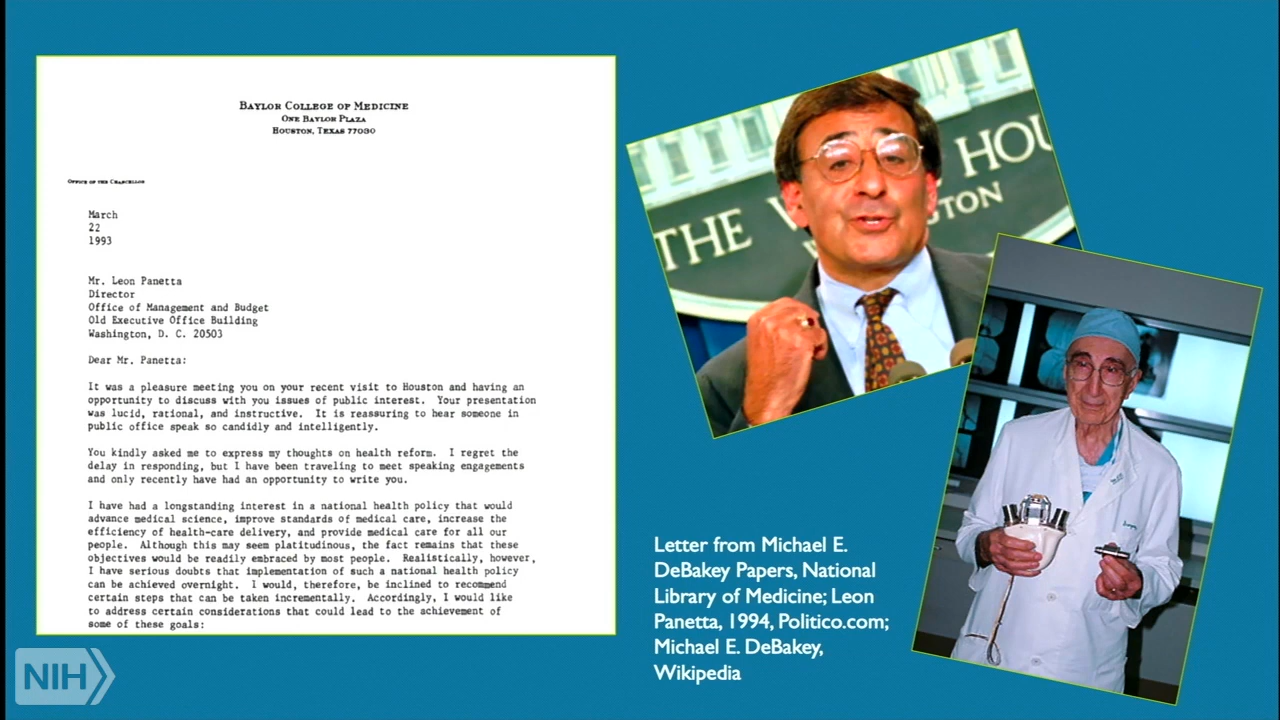 BAYLOR COLLEGE OF MEDICINE
ONE BAYLOR PLAZA
HOUSTON, TEXAS 77030
OFFICE OF THE CHANCELLOR
March
22
1993
Mr. Leon Panetta
Director
Office of Management and Budget
Old Executive Office Building
Washington, D. C. 20503
Dear Mr. Panetta:
It was a pleasure meeting you on your recent visit to Houston and having an
opportunity to discuss with you issues of public interest. Your presentation
was lucid, rational, and instructive. It is reassuring to hear someone in
public office speak so candidly and intelligently.
You kindly asked me to express my thoughts on health reform. I regret the
delay in responding, but I have been traveling to meet speaking engagements
and only recently have had an opportunity to write you.
I have had a longstanding interest in a national health policy that would
advance medical science, improve standards of medical care, increase the
efficiency of health-care delivery, and provide medical care for all our
people. Although this may seem platitudinous, the fact remains that these
objectives would be readily embraced by most people. Realistically, however,
I have serious doubts that implementation of such a national health policy
can be achieved overnight. I would, therefore, be inclined to recommend
certain steps that can be taken incrementally. Accordingly, I would like
to address certain considerations that could lead to the achievement of
some of these goals:
THE W HOU
W TON
Letter from Michael E.
DeBakey Papers, National
Library of Medicine; Leon
Panetta, 1994, Politico.com;
Michael E. DeBakey,
Wikipedia
NIH